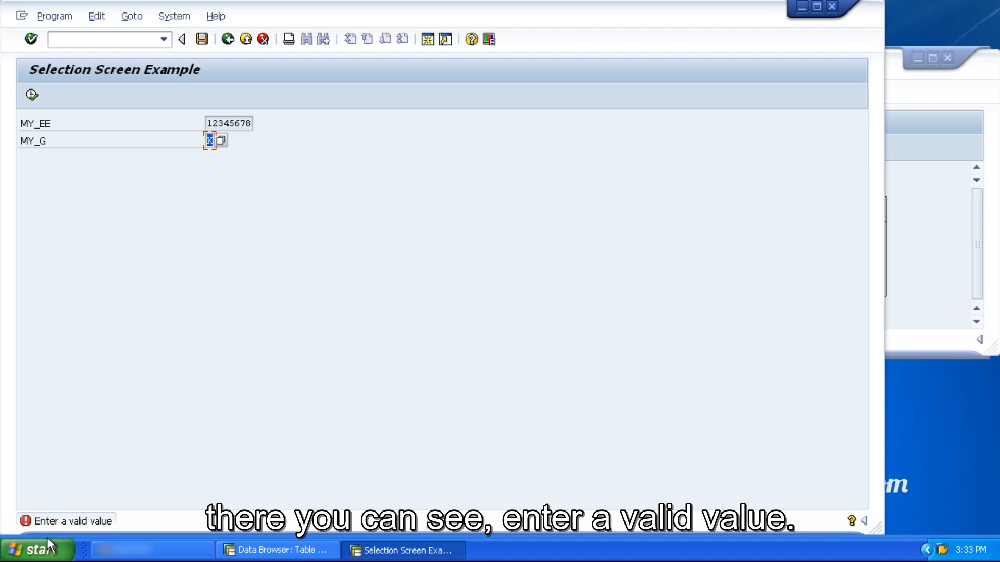 Program Edit Goto System Help
Selection Screen Example
MY_EE 12345678
MY_G K
Enter a valid value
there you can see, enter a valid value.
m
start Data Browser: Table ... Selection Screen Exa... 3:33 PM